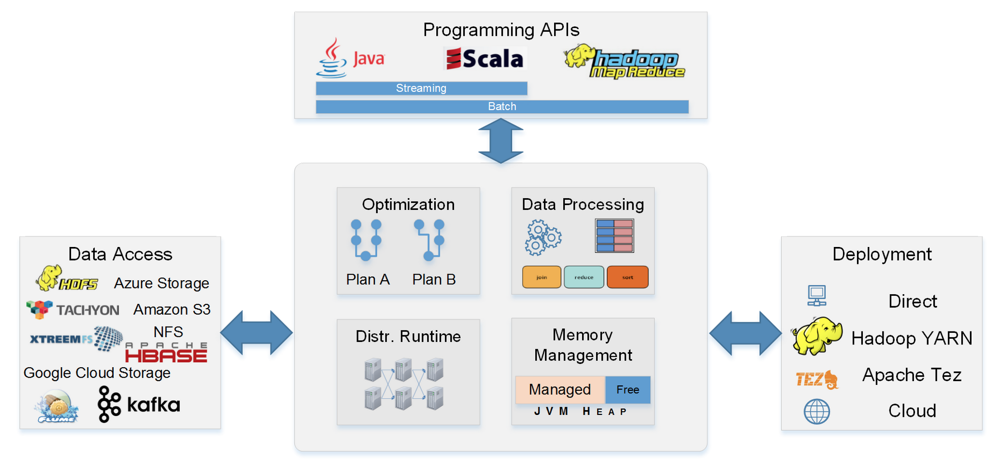 Programming APIs
Java
Scala
hadoop
Map Reduce
Streaming
Batch
Optimization
Plan A
Plan B
Data Processing
join
reduce
sort
Distr. Runtime
Memory
Management
Managed
Free
JVM HEAP
Data Access
HDFS
Azure Storage
TACHYON
Amazon S3
XTREEMFS
NFS
APACHE
HBASE
Google Cloud Storage
FLUME
kafka
Deployment
Direct
Hadoop YARN
TEZ
Apache Tez
Cloud